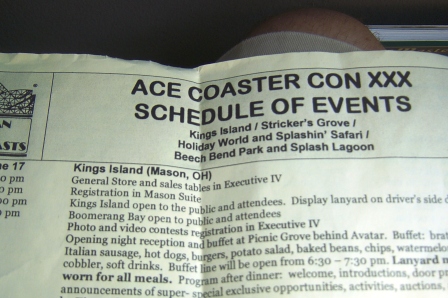 ACE COASTER CON XXX
SCHEDULE OF EVENTS
Kings Island / Stricker's Grove /
Holiday World and Splashin' Safari /
Beech Bend Park and Splash Lagoon
Kings Island (Mason, OH)
General Store and sales tables in Executive IV
Registration in Mason Suite
Kings Island open to the public and attendees. Display lanyard on driver's side
Boomerang Bay open to public and attendees
Photo and video contests registration in Executive IV
Opening night reception and buffet at Picnic Grove behind Avatar. Buffet:
Italian sausage, hot dogs, burgers, potato salad, baked beans, chips,
cobbler, soft drinks. Buffet line will be open from 6:30 – 7:30 pm.
worn for all meals. Program after dinner: welcome, introductions, door
announcements of super-special exclusive opportunities, activities,
17
pm
pm
pm
pm